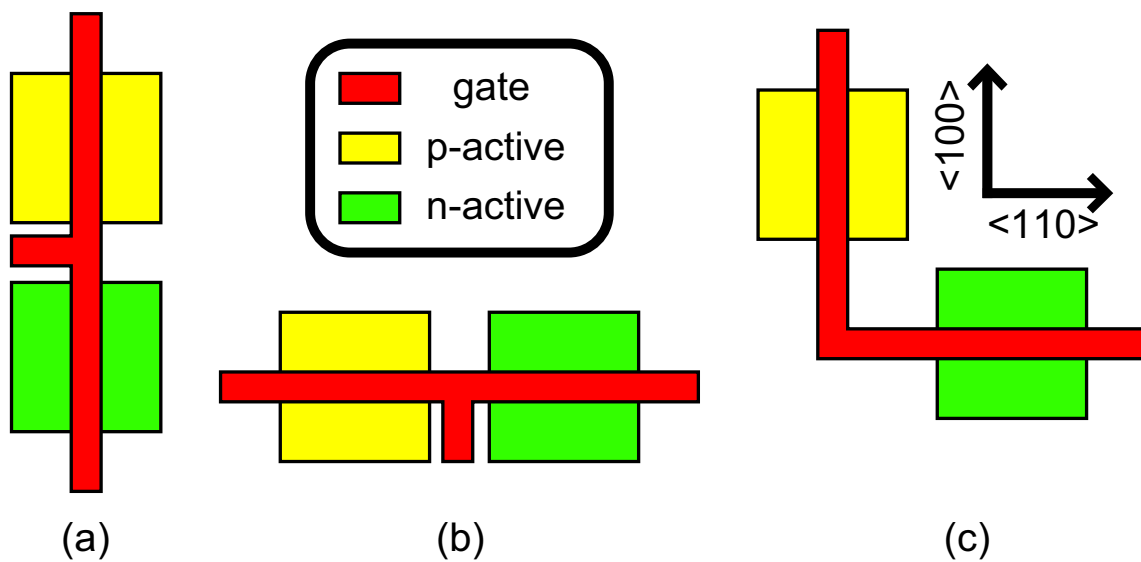 gate
p-active
n-active
<100>
<110>
(a)
(b)
(c)